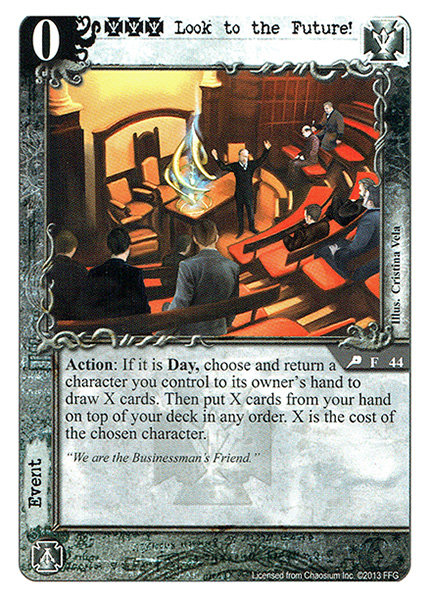 0 Look to the Future!
Illus. Cristina Vela
F 44
Action: If it is Day, choose and return a
character you control to its owner's hand to
draw X cards. Then put X cards from your hand
on top of your deck in any order. X is the cost of
the chosen character.
"We are the Businessman's Friend."
Event
Licensed from Chaosium Inc. ©2013 FFG